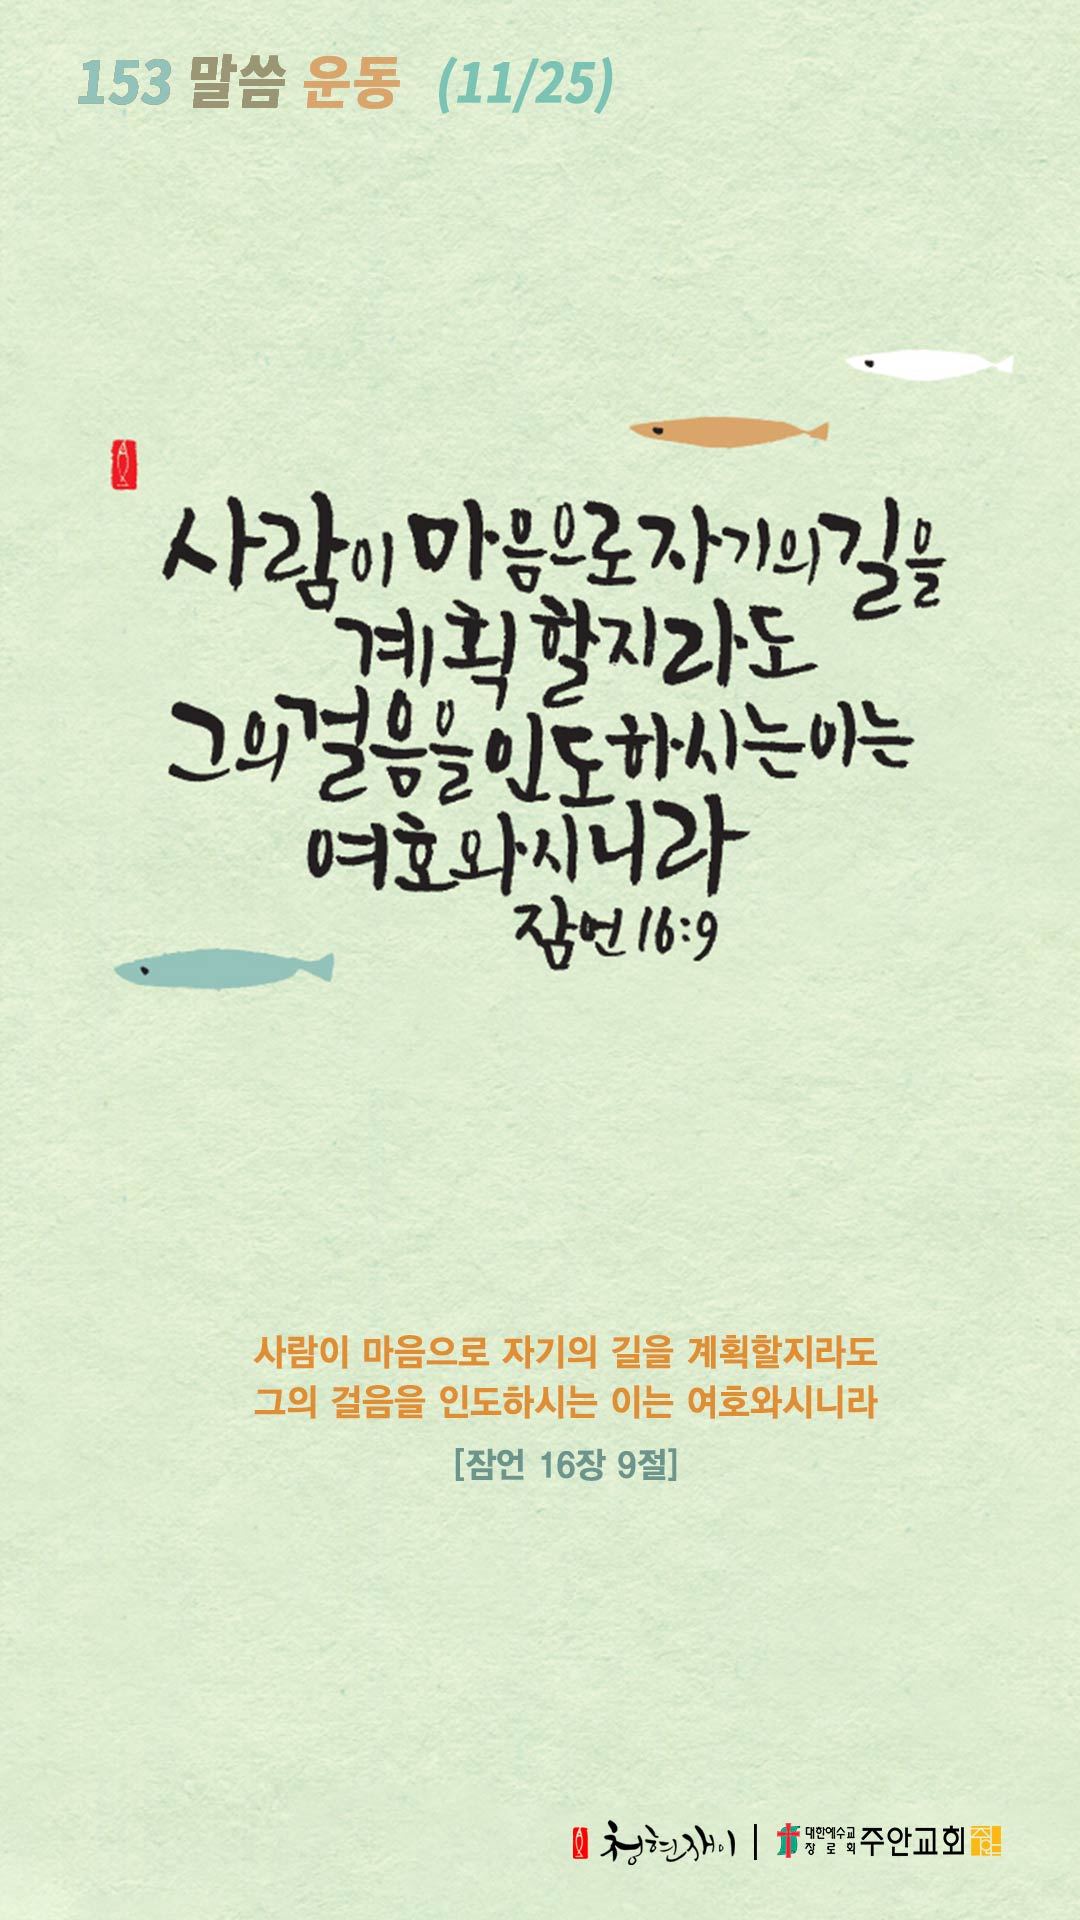 153 말씀 운동 (11/25)
사람이 마음으로 자기의 길을
계획할지라도
그의 걸음을 인도하시는 이는
여호와시니라
잠언 16:9
사람이 마음으로 자기의 길을 계획할지라도
그의 걸음을 인도하시는 이는 여호와시니라
[잠언 16장 9절]
청현재이 | 대한예수교장로회 주안교회